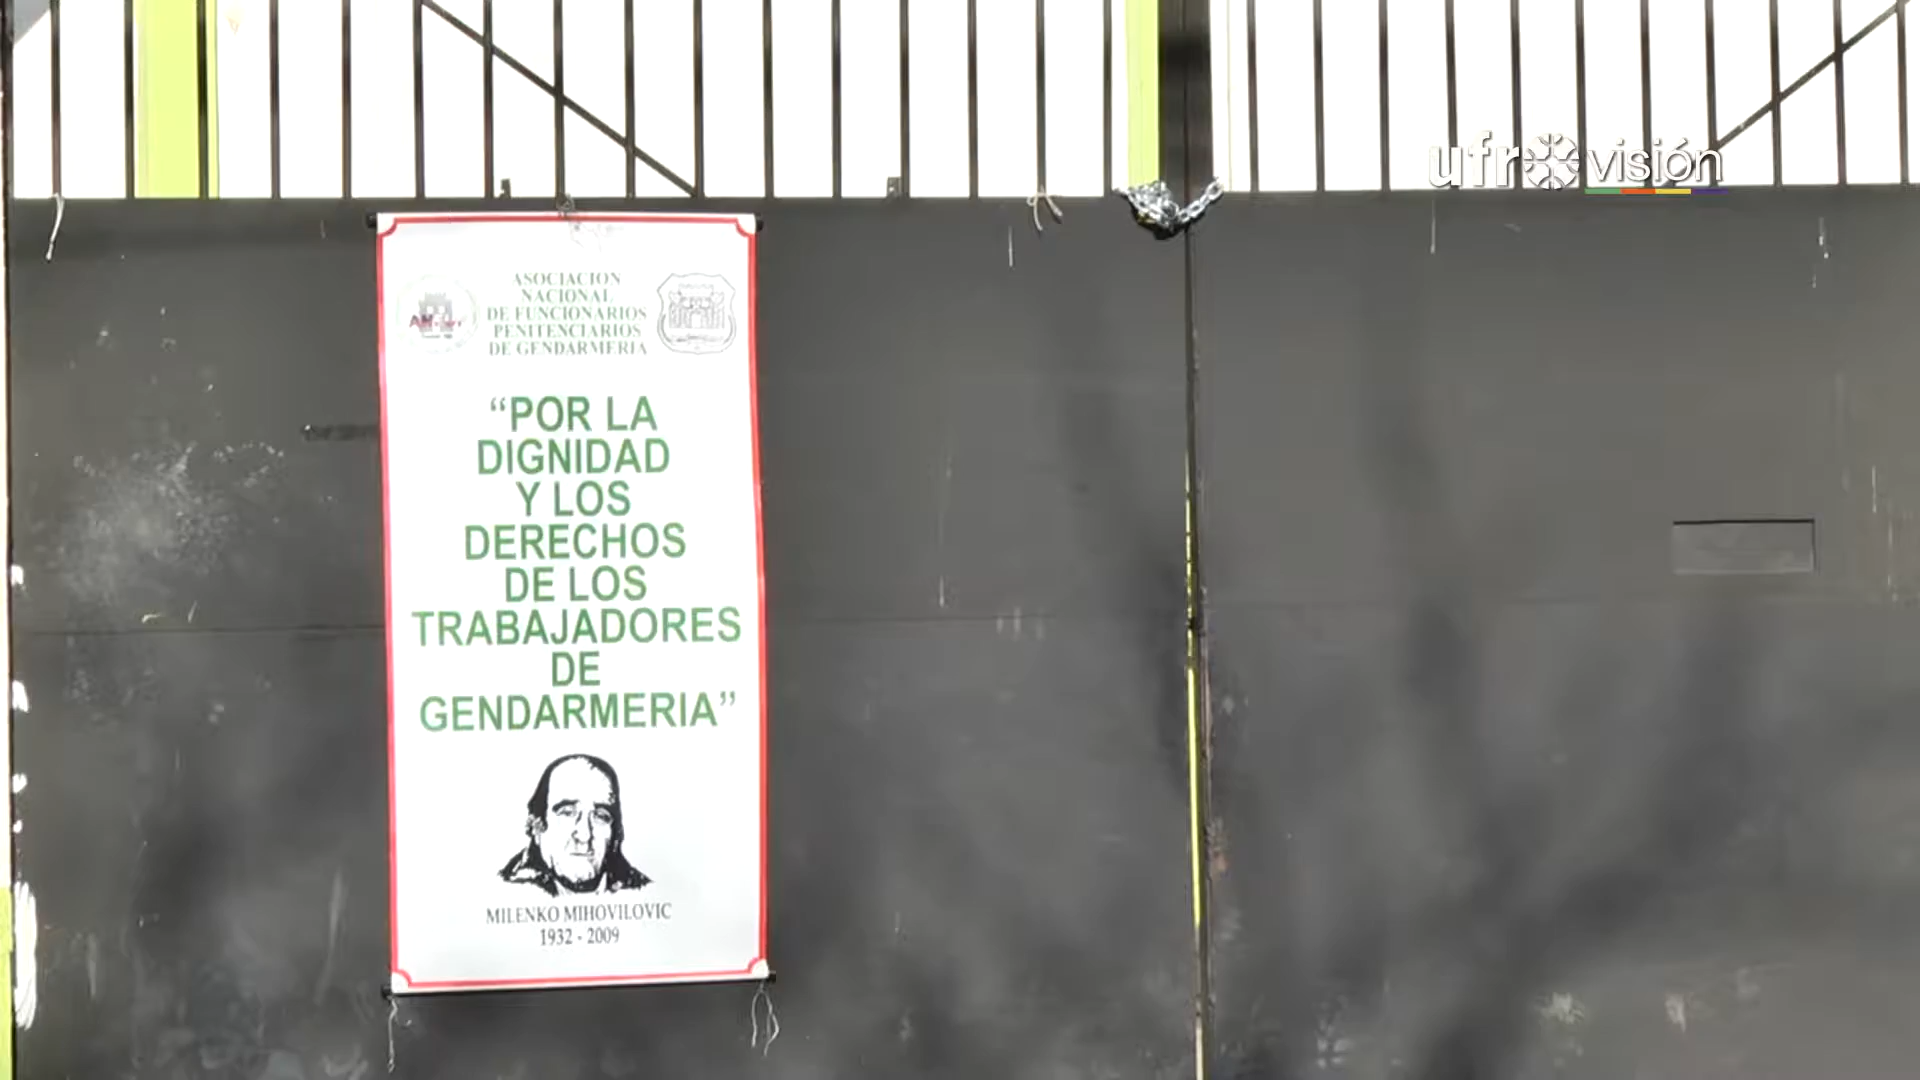 ufro visión
ASOCIACION
NACIONAL
DE FUNCIONARIOS
PENITENCIARIOS
DE GENDARMERIA
“POR LA
DIGNIDAD
Y LOS
DERECHOS
DE LOS
TRABAJADORES
DE
GENDARMERIA”
MILENKO MIHOVILOVIC
1932 - 2009